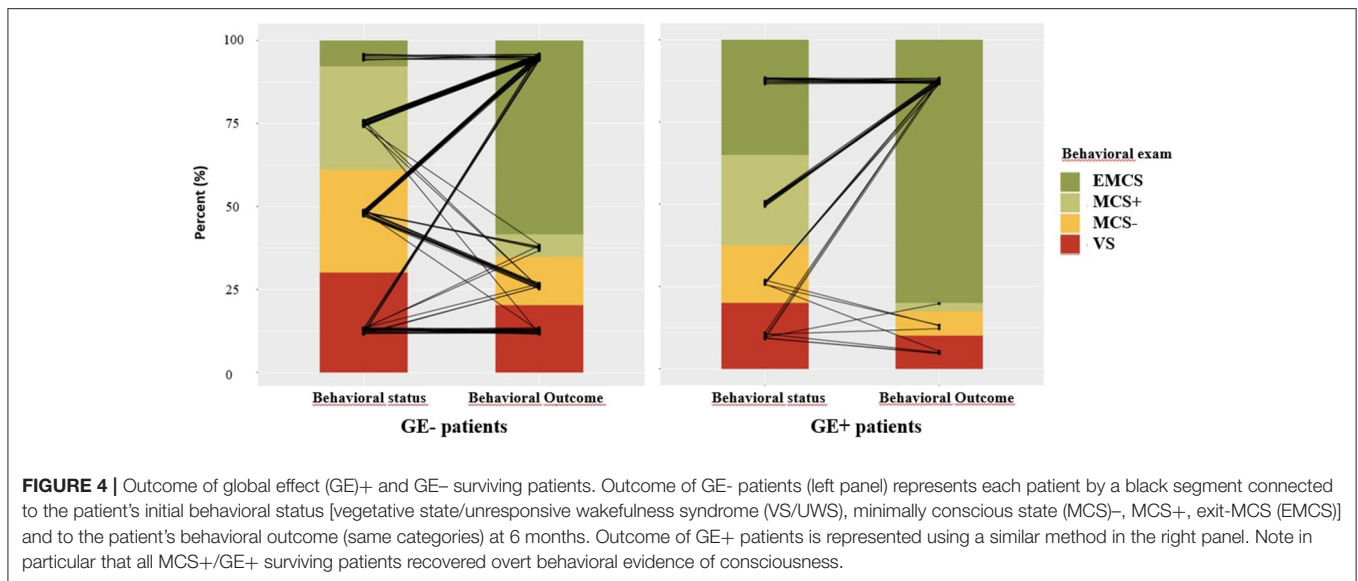 100
75
50
25
0
Percent (%)
Behavioral status Behavioral Outcome
GE- patients
Behavioral status Behavioral Outcome
GE+ patients
Behavioral exam
EMCS
MCS+
MCS-
VS
FIGURE 4 | Outcome of global effect (GE)+ and GE– surviving patients. Outcome of GE- patients (left panel) represents each patient by a black segment connected
to the patient's initial behavioral status [vegetative state/unresponsive wakefulness syndrome (VS/UWS), minimally conscious state (MCS)–, MCS+, exit-MCS (EMCS)]
and to the patient's behavioral outcome (same categories) at 6 months. Outcome of GE+ patients is represented using a similar method in the right panel. Note in
particular that all MCS+/GE+ surviving patients recovered overt behavioral evidence of consciousness.